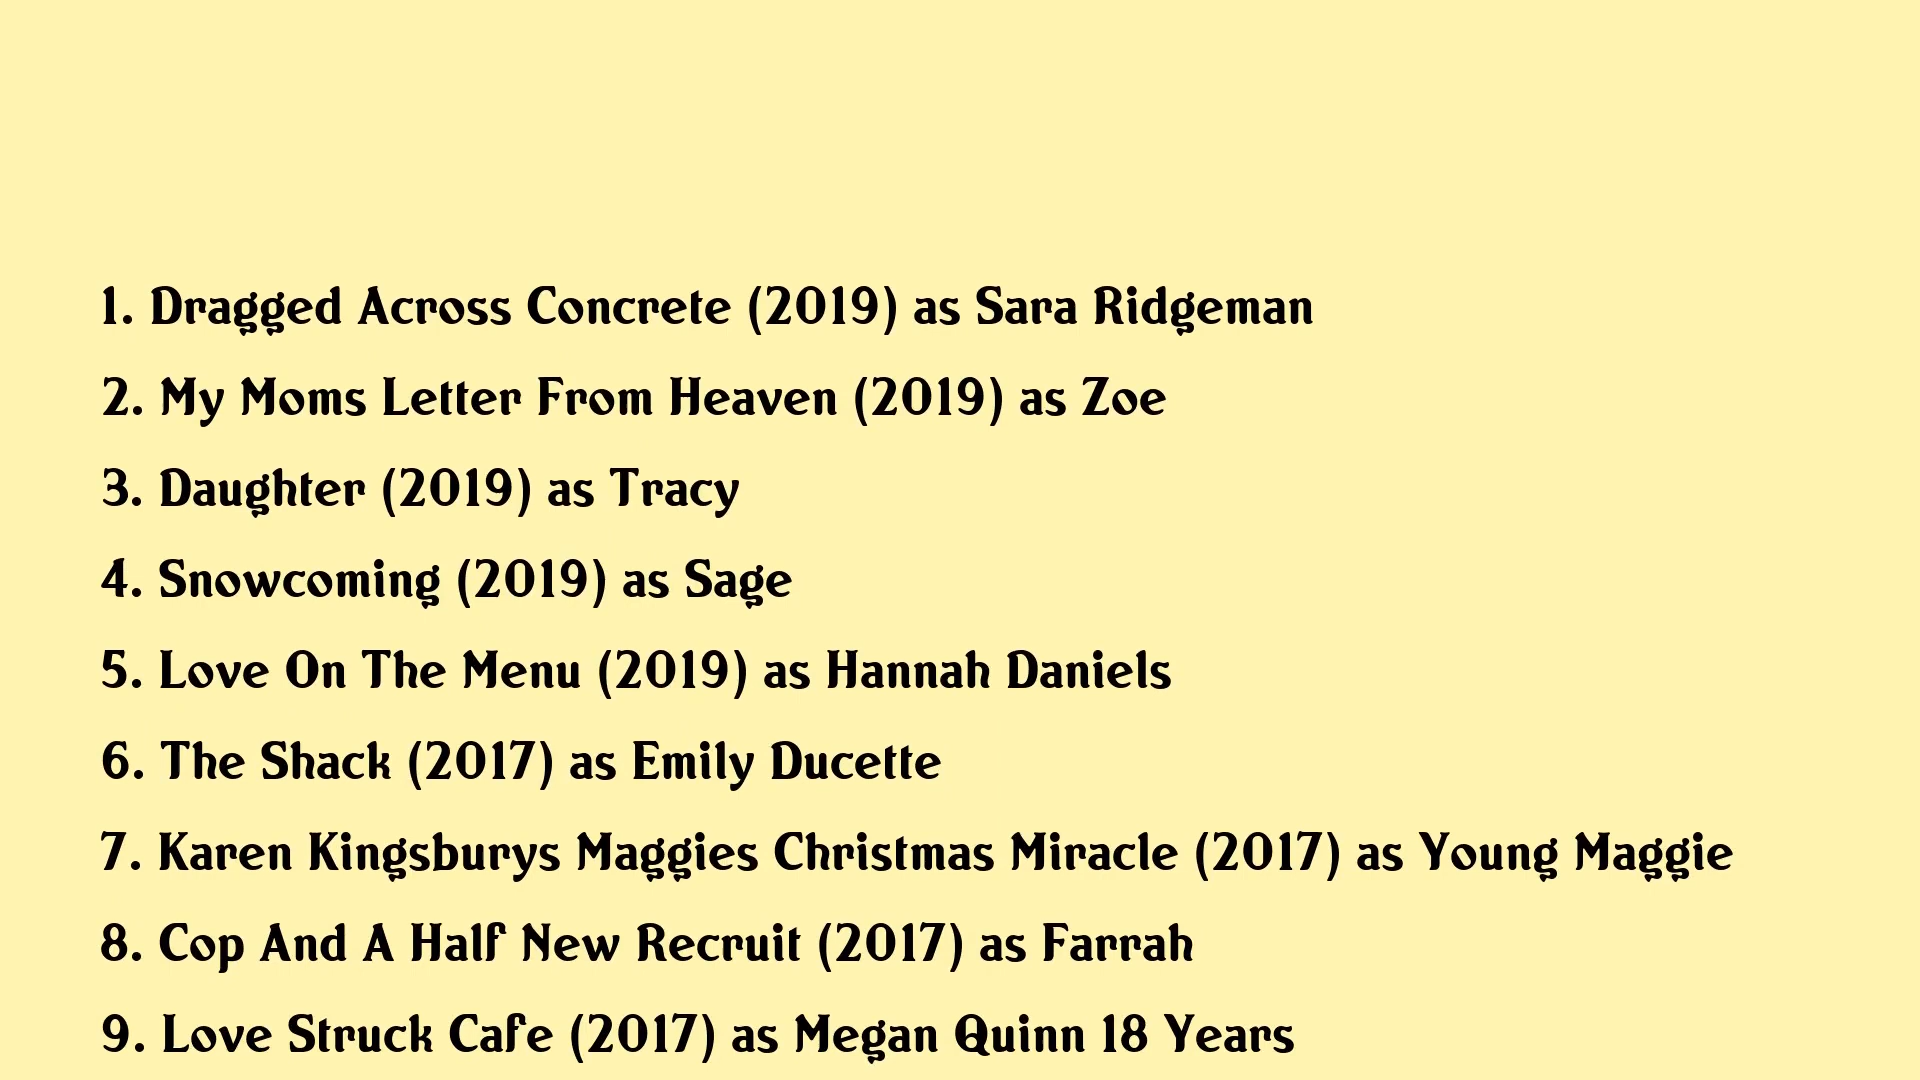 1. Dragged Across Concrete (2019) as Sara Ridgeman
2. My Moms Letter From Heaven (2019) as Zoe
3. Daughter (2019) as Tracy
4. Snowcoming (2019) as Sage
5. Love On The Menu (2019) as Hannah Daniels
6. The Shack (2017) as Emily Ducette
7. Karen Kingsburys Maggies Christmas Miracle (2017) as Young Maggie
8. Cop And A Half New Recruit (2017) as Farrah
9. Love Struck Cafe (2017) as Megan Quinn 18 Years